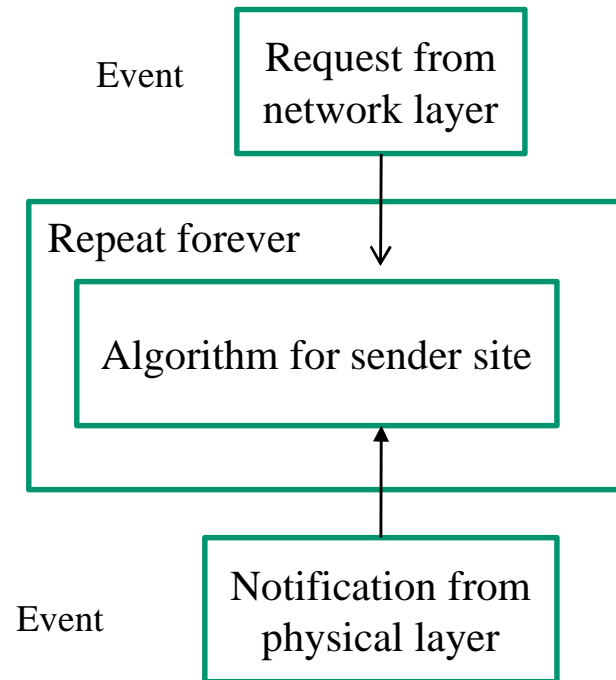 Event
Request from
network layer
Repeat forever
Algorithm for sender site
Notification from
physical layer
Event